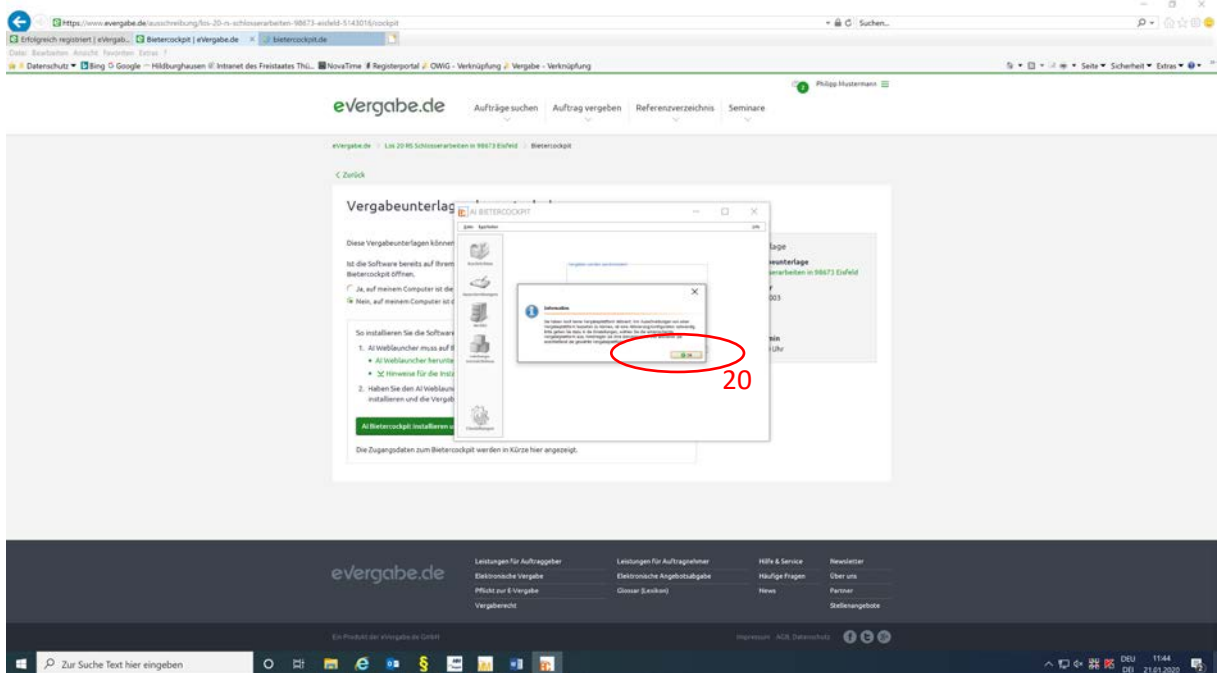 https://www.evergabe.de/ausschreibung/los-20-rs-schlosserarbeiten-98673-eisfeld-5143016/cockpit
Suchen...
Erfolgreich registriert | eVergab...
Bietercockpit | eVergabe.de
bietercockpit.de
Datei Bearbeiten Ansicht Favoriten Extras ?
Datenschutz Bing Google Hildburghausen Intranet des Freistaates Thü... NovaTime Registerportal OWiG - Verknüpfung Vergabe - Verknüpfung
Seite Sicherheit Extras
2 Philipp Mustermann
evergabe.de Aufträge suchen Auftrag vergeben Referenzverzeichnis Seminare
eVergabe.de Los 20 RS Schlosserarbeiten in 98673 Eisfeld Bietercockpit
< Zurück
Vergabeunterlag
AI BIETERCOCKPIT
Diese Vergabeunterlagen können
Ist die Software bereits auf Ihrem
Bietercockpit öffnen.
Ja, auf meinem Computer ist die
Nein, auf meinem Computer ist d
So installieren Sie die Software
1. AI Weblauncher muss auf
AI Weblauncher herunte
Hinweise für die Insta
2. Haben Sie den AI Weblaun
installieren und die Vergab
AI Bietercockpit installieren u
Die Zugangsdaten zum Bietercockpit werden in Kürze hier angezeigt.
Information
OK
20
lage
eunterlage
erarbeiten in 98673 Eisfeld
r
003
min
Uhr
evergabe.de
Leistungen für Auftraggeber
Elektronische Vergabe
Pflicht zur E-Vergabe
Vergaberecht
Leistungen für Auftragnehmer
Elektronische Angebotsabgabe
Glossar (Lexikon)
Hilfe & Service
Häufige Fragen
News
Newsletter
Über uns
Partner
Stellenangebote
Ein Produkt der eVergabe.de GmbH
Impressum AGB Datenschutz
Zur Suche Text hier eingeben
DEU 11:44
DEI 21.01.2020